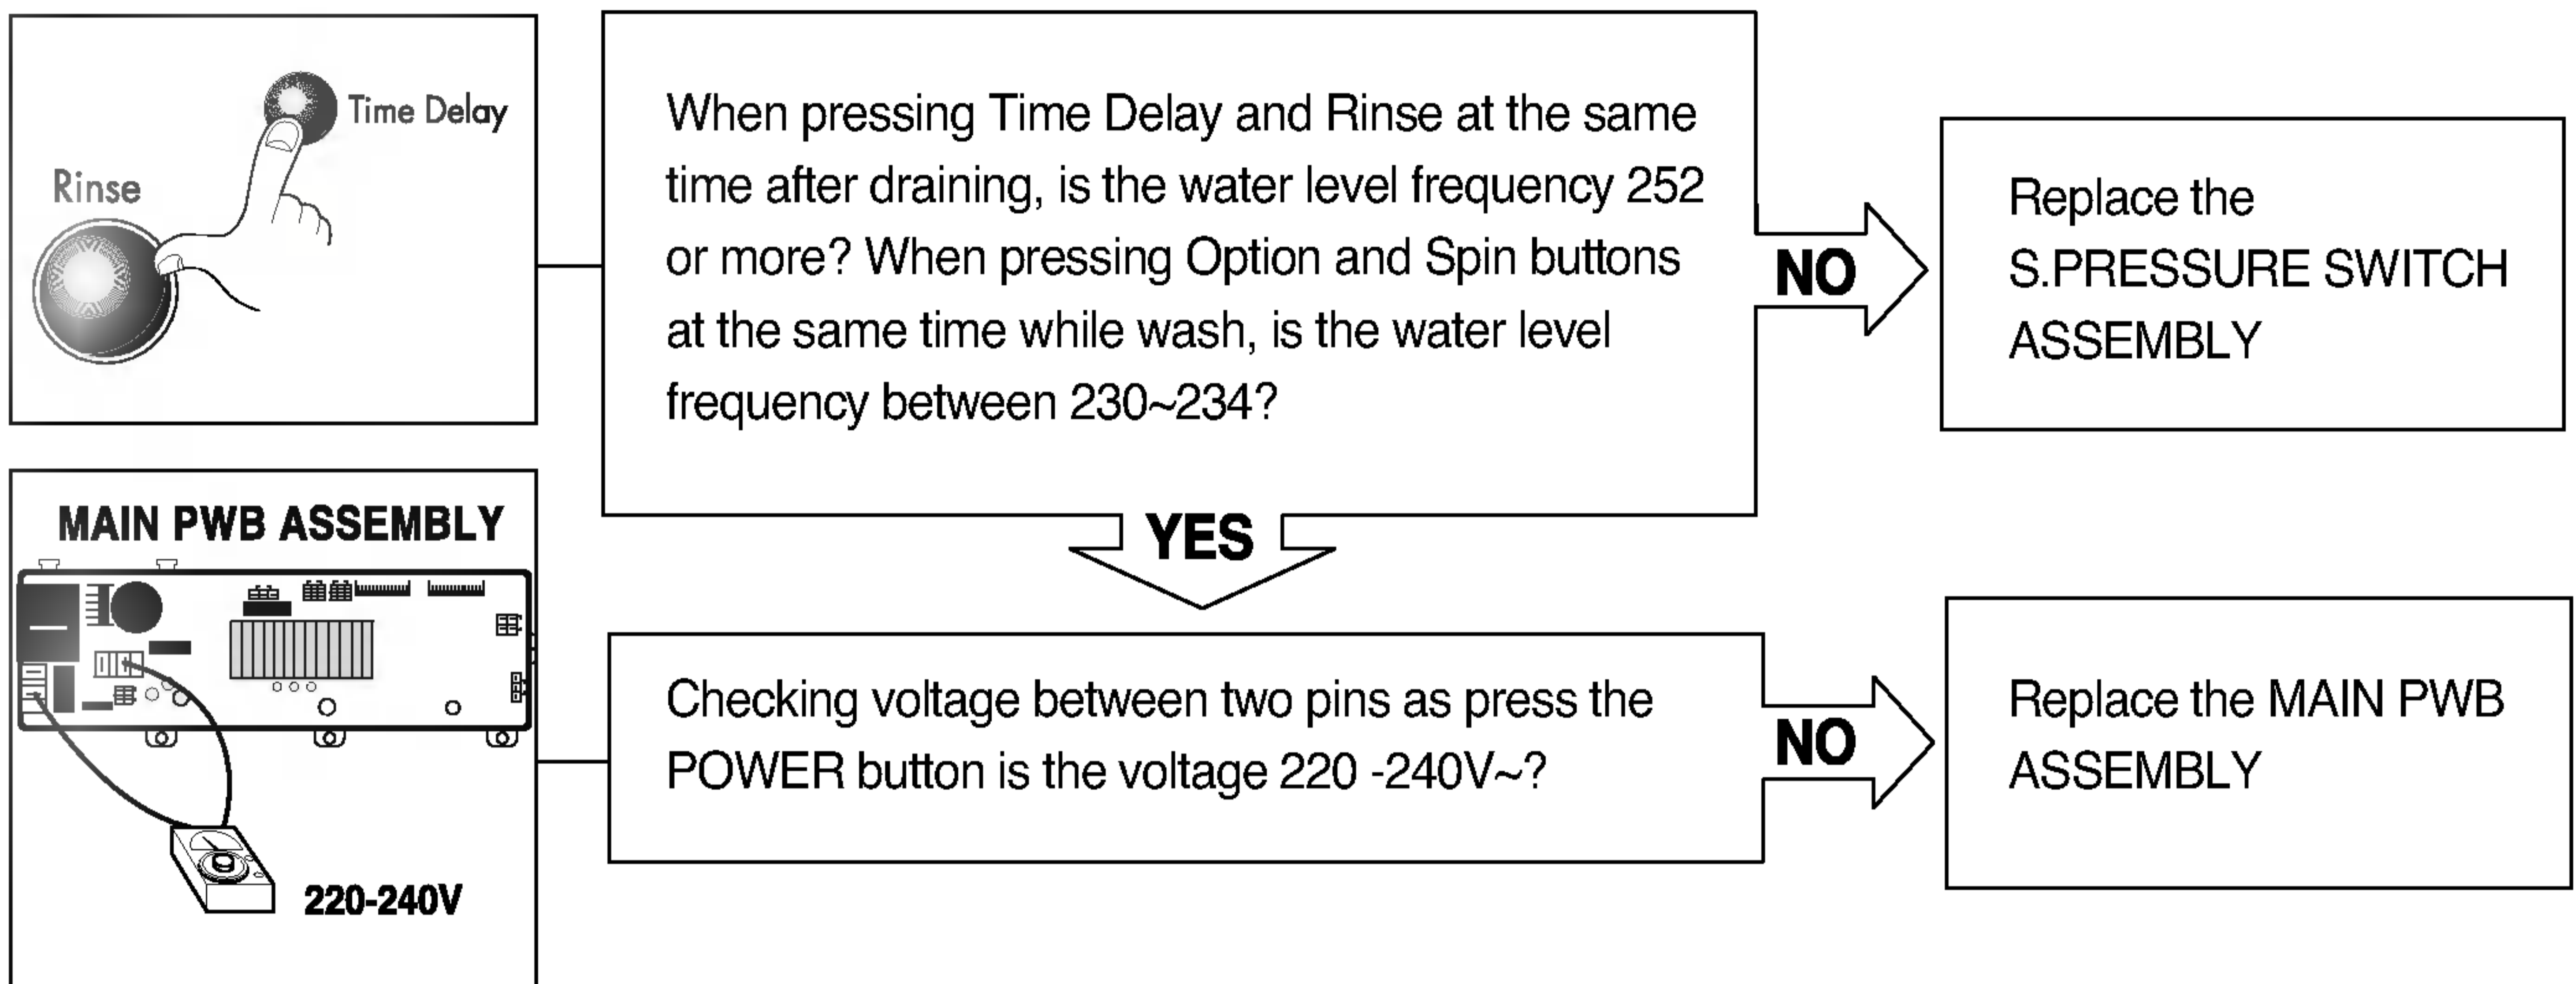 Time Delay
Rinse
When pressing Time Delay and Rinse at the same
time after draining, is the water level frequency 252
or more? When pressing Option and Spin buttons
at the same time while wash, is the water level
frequency between 230~234?
NO
Replace the
S.PRESSURE SWITCH
ASSEMBLY
YES
MAIN PWB ASSEMBLY
220-240V
Checking voltage between two pins as press the
POWER button is the voltage 220 -240V~?
NO
Replace the MAIN PWB
ASSEMBLY